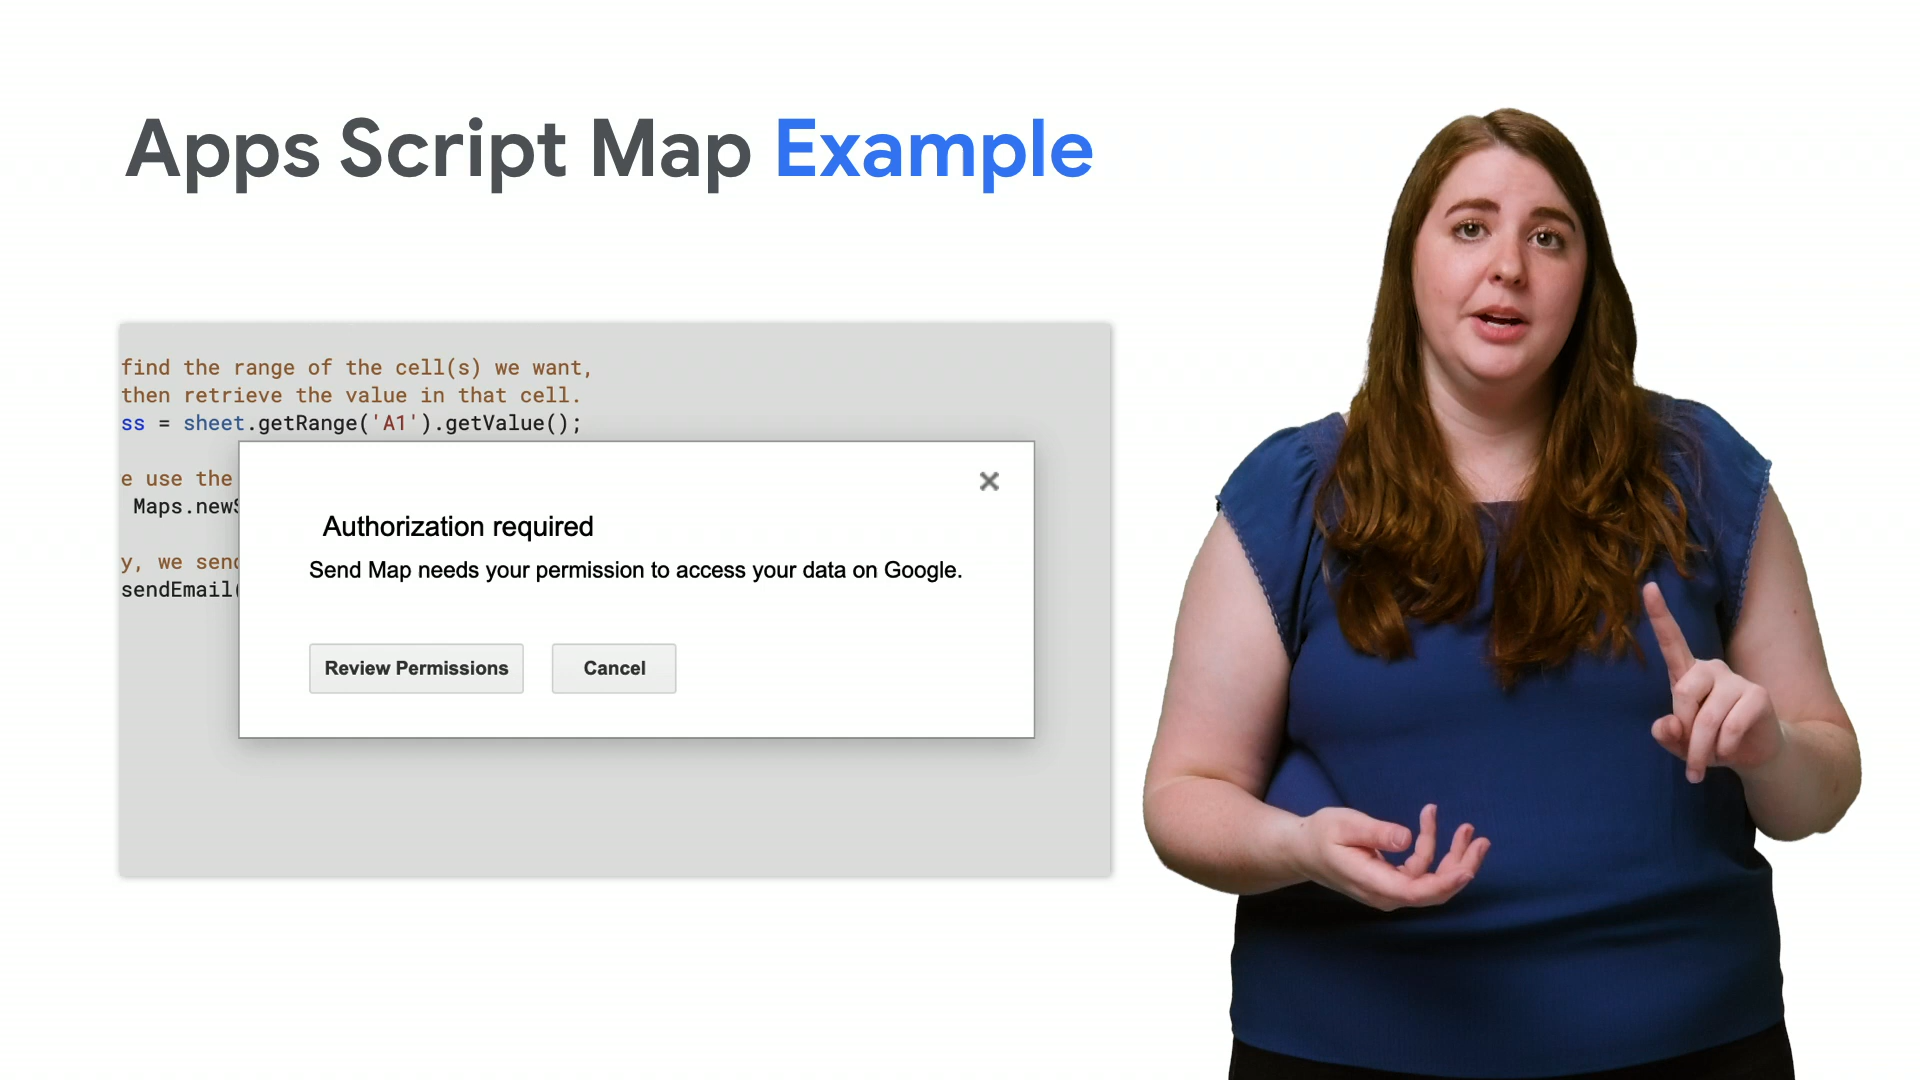 Apps Script Map Example
find the range of the cell(s) we want,
then retrieve the value in that cell.
ss = sheet.getRange('A1').getValue();
e use the
Maps.newS
y, we send
sendEmail(
Authorization required
Send Map needs your permission to access your data on Google.
Review Permissions Cancel